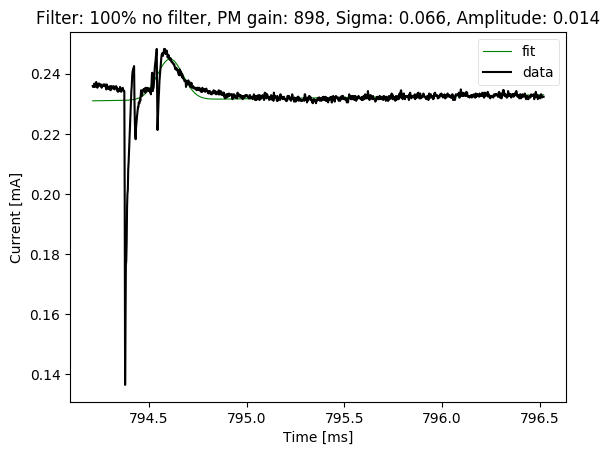 Filter: 100% no filter, PM gain: 898, Sigma: 0.066, Amplitude: 0.014
fit
data
0.24
0.22
0.20
0.18
0.16
0.14
Current [mA]
794.5 795.0 795.5 796.0 796.5
Time [ms]